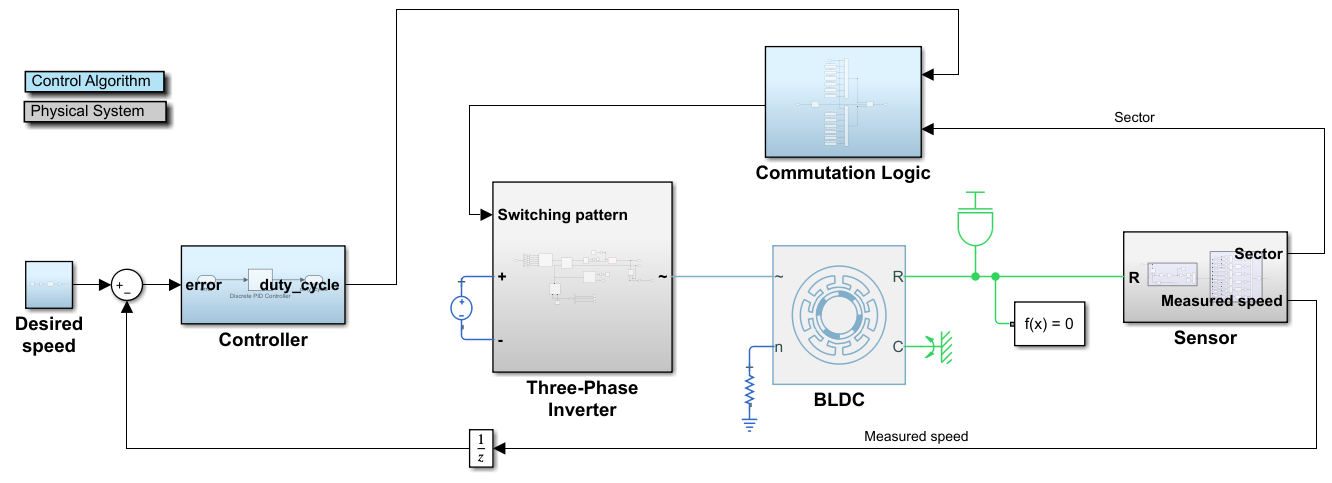 Control Algorithm
Physical System
Commutation Logic
Sector
Switching pattern
+
-
~
Three-Phase
Inverter
Desired
speed
+
−
error
duty_cycle
Discrete PID Controller
Controller
+
−
~
n
R
C
BLDC
f(x) = 0
R
Sector
Measured speed
Sensor
Measured speed
1
z